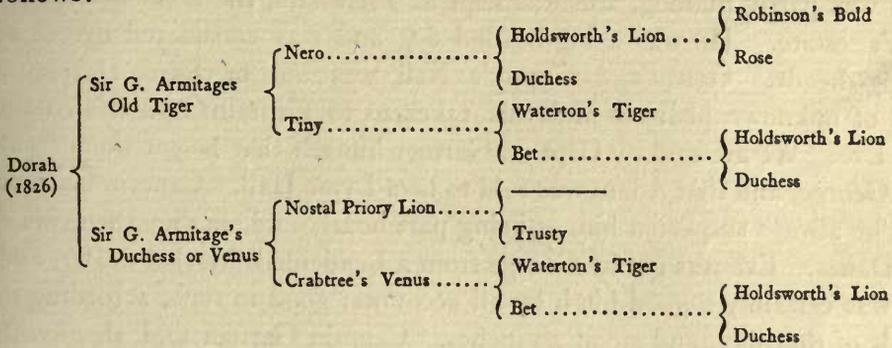 Robinson's Bold
Holdsworth's Lion ....
Nero..................
Rose
Sir G. Armitages
Old Tiger
Duchess
Waterton's Tiger
Tiny..................
Holdsworth's Lion
Bet....................
Dorah
(1826)
Duchess
Nostal Priory Lion......
Sir G. Armitage's
Duchess or Venus
Trusty
Waterton's Tiger
Crabtree's Venus ......
Holdsworth's Lion
Bet ....................
Duchess